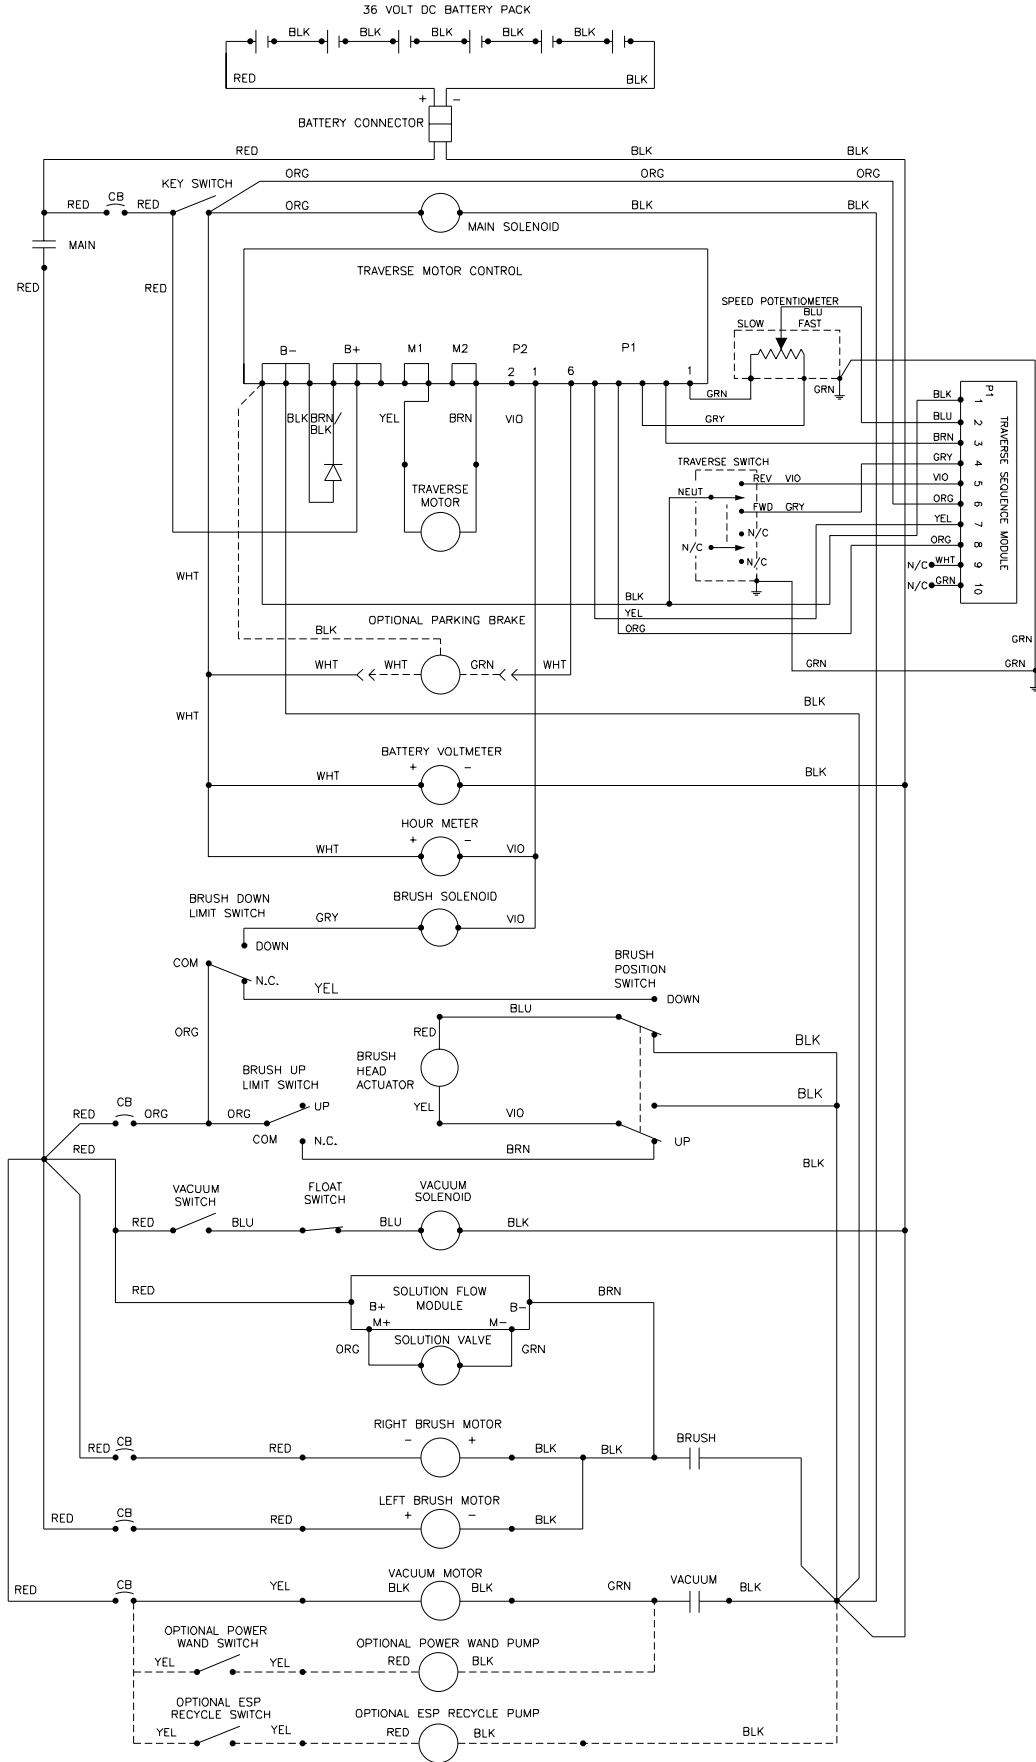 36 VOLT DC BATTERY PACK
BLK BLK BLK BLK BLK
RED BLK
+ −
BATTERY CONNECTOR
RED BLK BLK
ORG ORG ORG
KEY SWITCH
RED CB RED ORG BLK BLK
MAIN SOLENOID
MAIN
RED RED
TRAVERSE MOTOR CONTROL
SPEED POTENTIOMETER
BLU
SLOW FAST
B− B+ M1 M2 P2 P1
2 1 6 1
GRN GRN
BLK BRN/
BLK
YEL BRN VIO GRY
P1
TRAVERSE SEQUENCE MODULE
BLK 1
BLU 2
BRN 3
GRY 4
VIO 5
ORG 6
YEL 7
ORG 8
N/C WHT 9
N/C GRN 10
TRAVERSE SWITCH
REV VIO
NEUT
FWD GRY
N/C
N/C
N/C
TRAVERSE
MOTOR
WHT
BLK
YEL
ORG
OPTIONAL PARKING BRAKE
BLK
GRN
WHT WHT GRN WHT GRN GRN
WHT BLK
BATTERY VOLTMETER
+ −
WHT BLK
HOUR METER
+ −
WHT VIO
BRUSH DOWN
LIMIT SWITCH
BRUSH SOLENOID
GRY VIO
DOWN
COM
N.C.
YEL
BRUSH
POSITION
SWITCH
DOWN
BLU
ORG RED BLK
BRUSH
HEAD
ACTUATOR
BRUSH UP
LIMIT SWITCH
BLK
UP
YEL
RED CB ORG ORG VIO
COM N.C. UP
RED BRN BLK
VACUUM
SWITCH
FLOAT
SWITCH
VACUUM
SOLENOID
RED BLU BLU BLK
RED BRN
SOLUTION FLOW
MODULE
B+ B−
M+ M−
SOLUTION VALVE
ORG GRN
RIGHT BRUSH MOTOR
− +
RED CB RED BLK BLK BRUSH
LEFT BRUSH MOTOR
+ −
RED CB RED BLK
VACUUM MOTOR
RED CB YEL BLK BLK GRN VACUUM BLK
OPTIONAL POWER
WAND SWITCH
OPTIONAL POWER WAND PUMP
YEL YEL RED BLK
OPTIONAL ESP
RECYCLE SWITCH
OPTIONAL ESP RECYCLE PUMP
YEL YEL RED BLK BLK